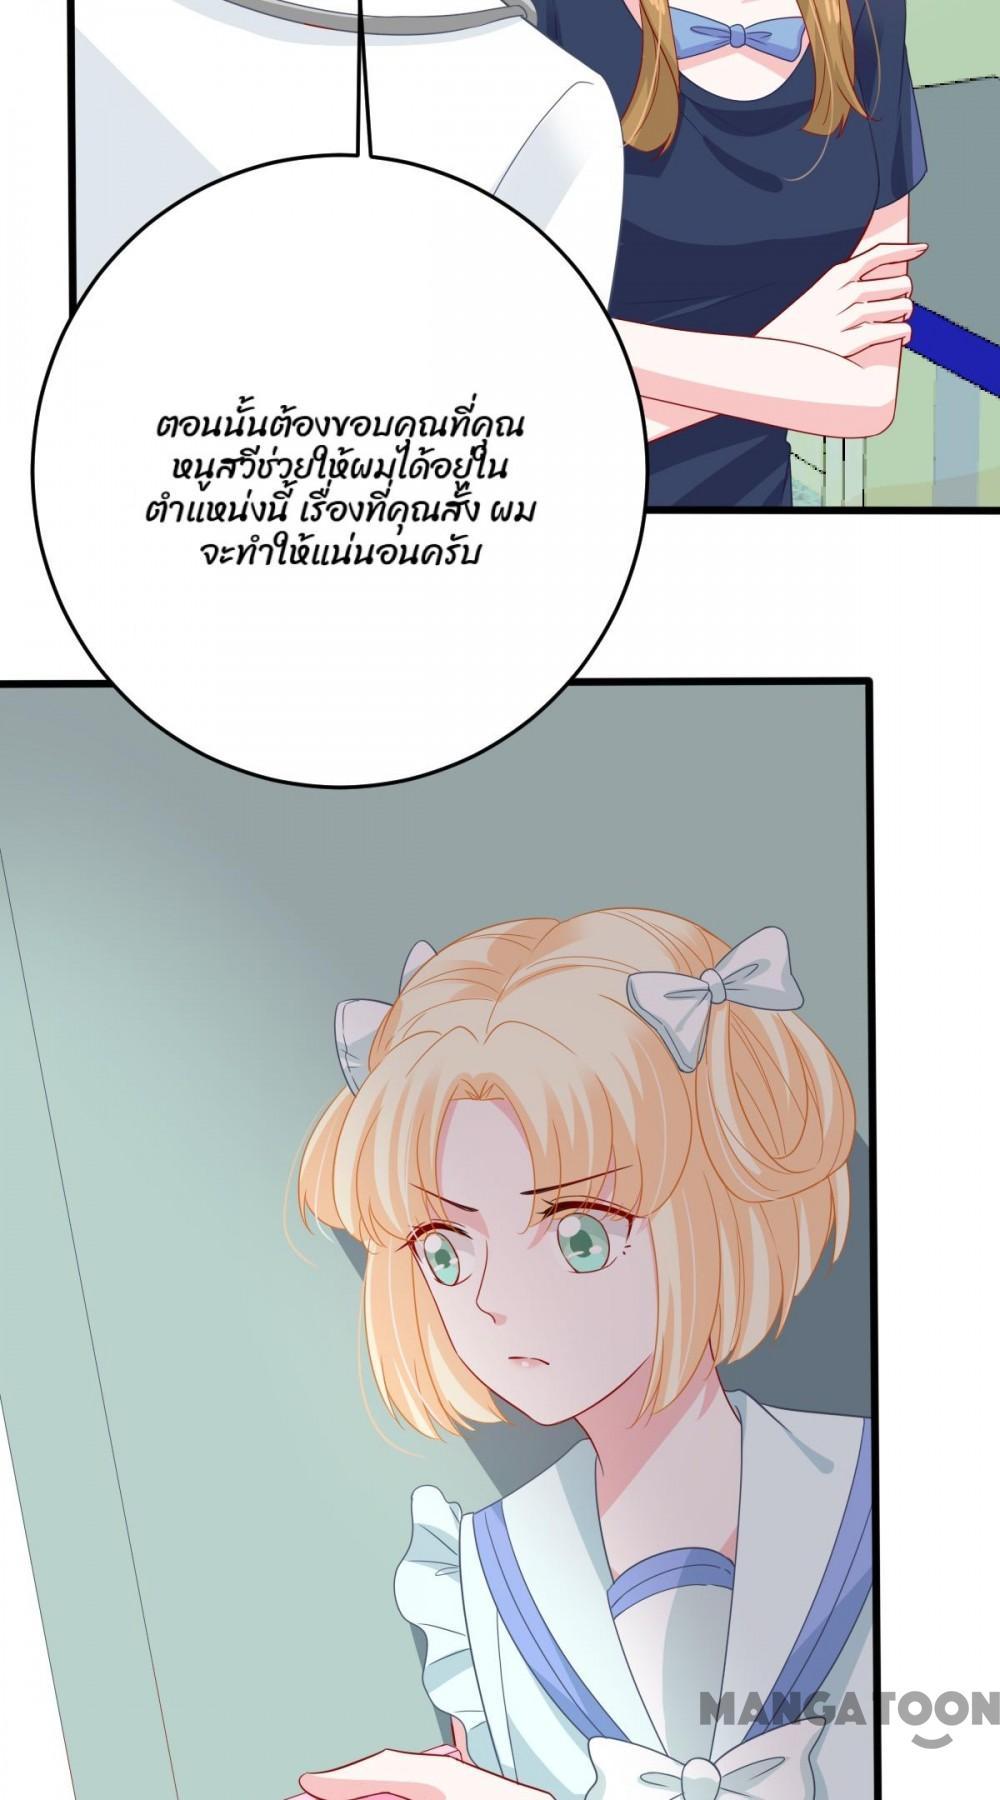 ตอนนั้นต้องขอบคุณที่คุณ
หนูสวีช่วยให้ผมได้อยู่ใน
ตำแหน่งนี้ เรื่องที่คุณสั่ง ผม
จะทำให้แน่นอนครับ
MANGATOON